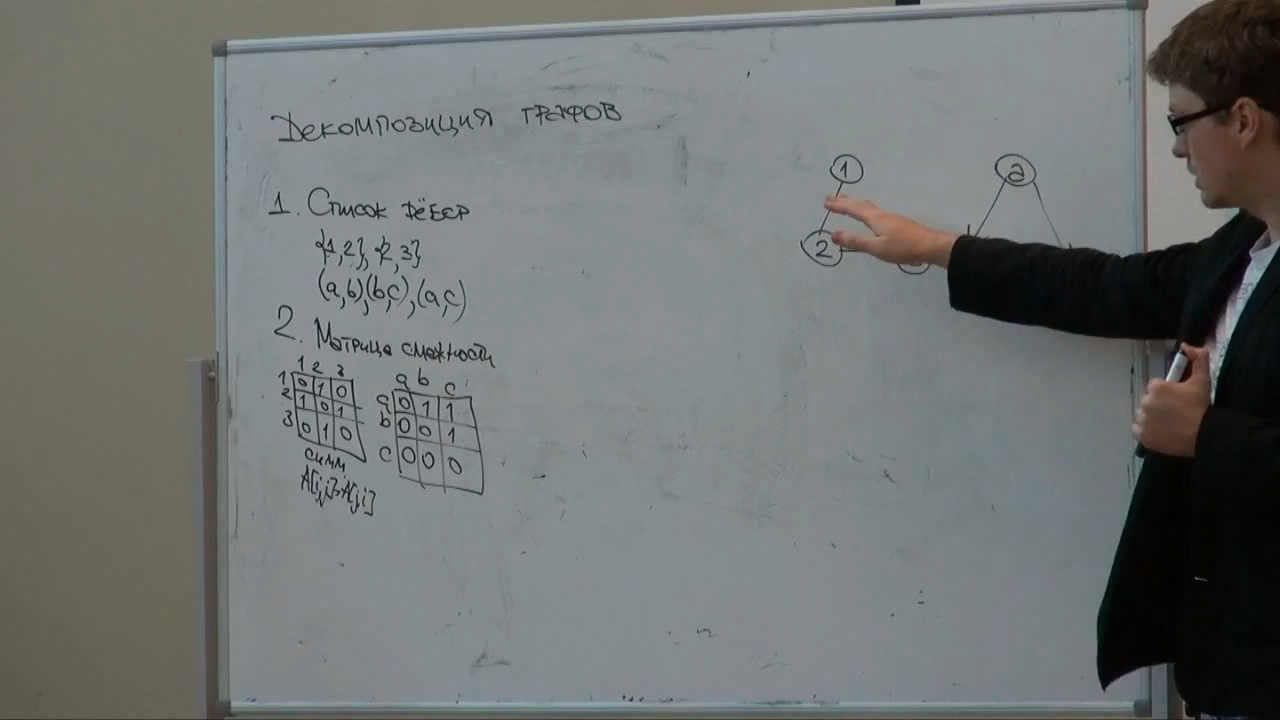 Декомпозиция графов
1. Список рёбер
{1,2}, {2,3}
(a,b),(b,c),(a,c)
2. Матрица смежности
1 2 3
1 0 1 0
2 1 0 1
3 0 1 0
симм
A[i,j]=A[j,i]
a b c
a 0 1 1
b 0 0 1
c 0 0 0
1
2
a